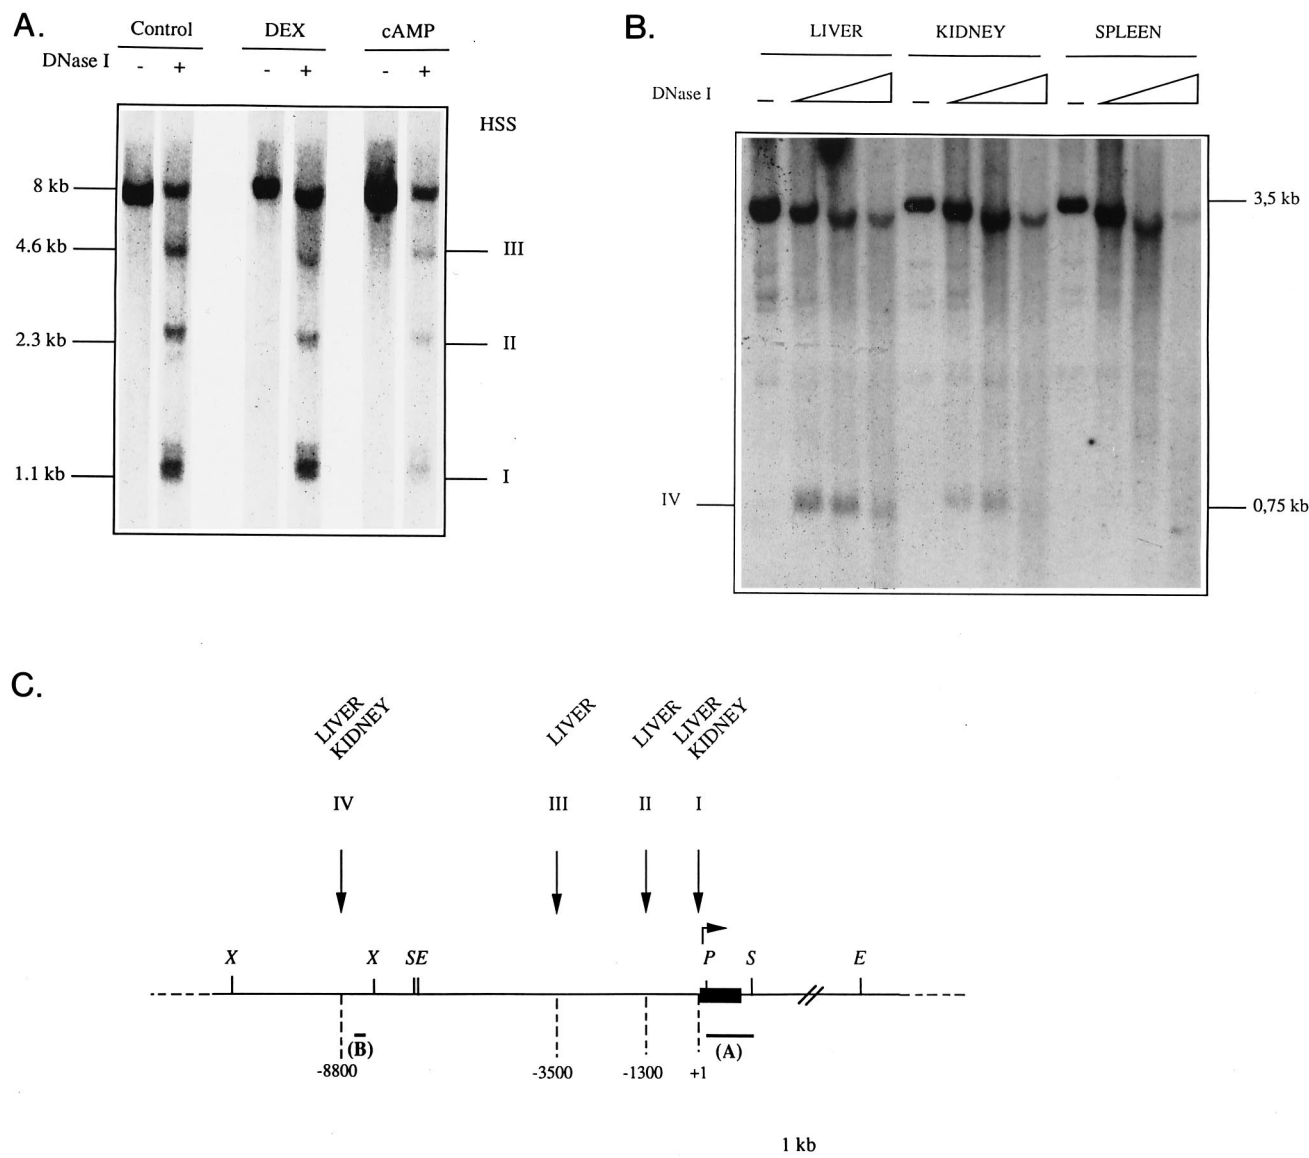 A.
Control DEX cAMP
DNase I - + - + - +
HSS
8 kb
4.6 kb III
2.3 kb II
1.1 kb I
B.
LIVER KIDNEY SPLEEN
DNase I – – –
3,5 kb
IV 0,75 kb
C.
LIVER KIDNEY LIVER LIVER LIVER KIDNEY
IV III II I
X X SE P S E
(B) (A)
-8800 -3500 -1300 +1
1 kb